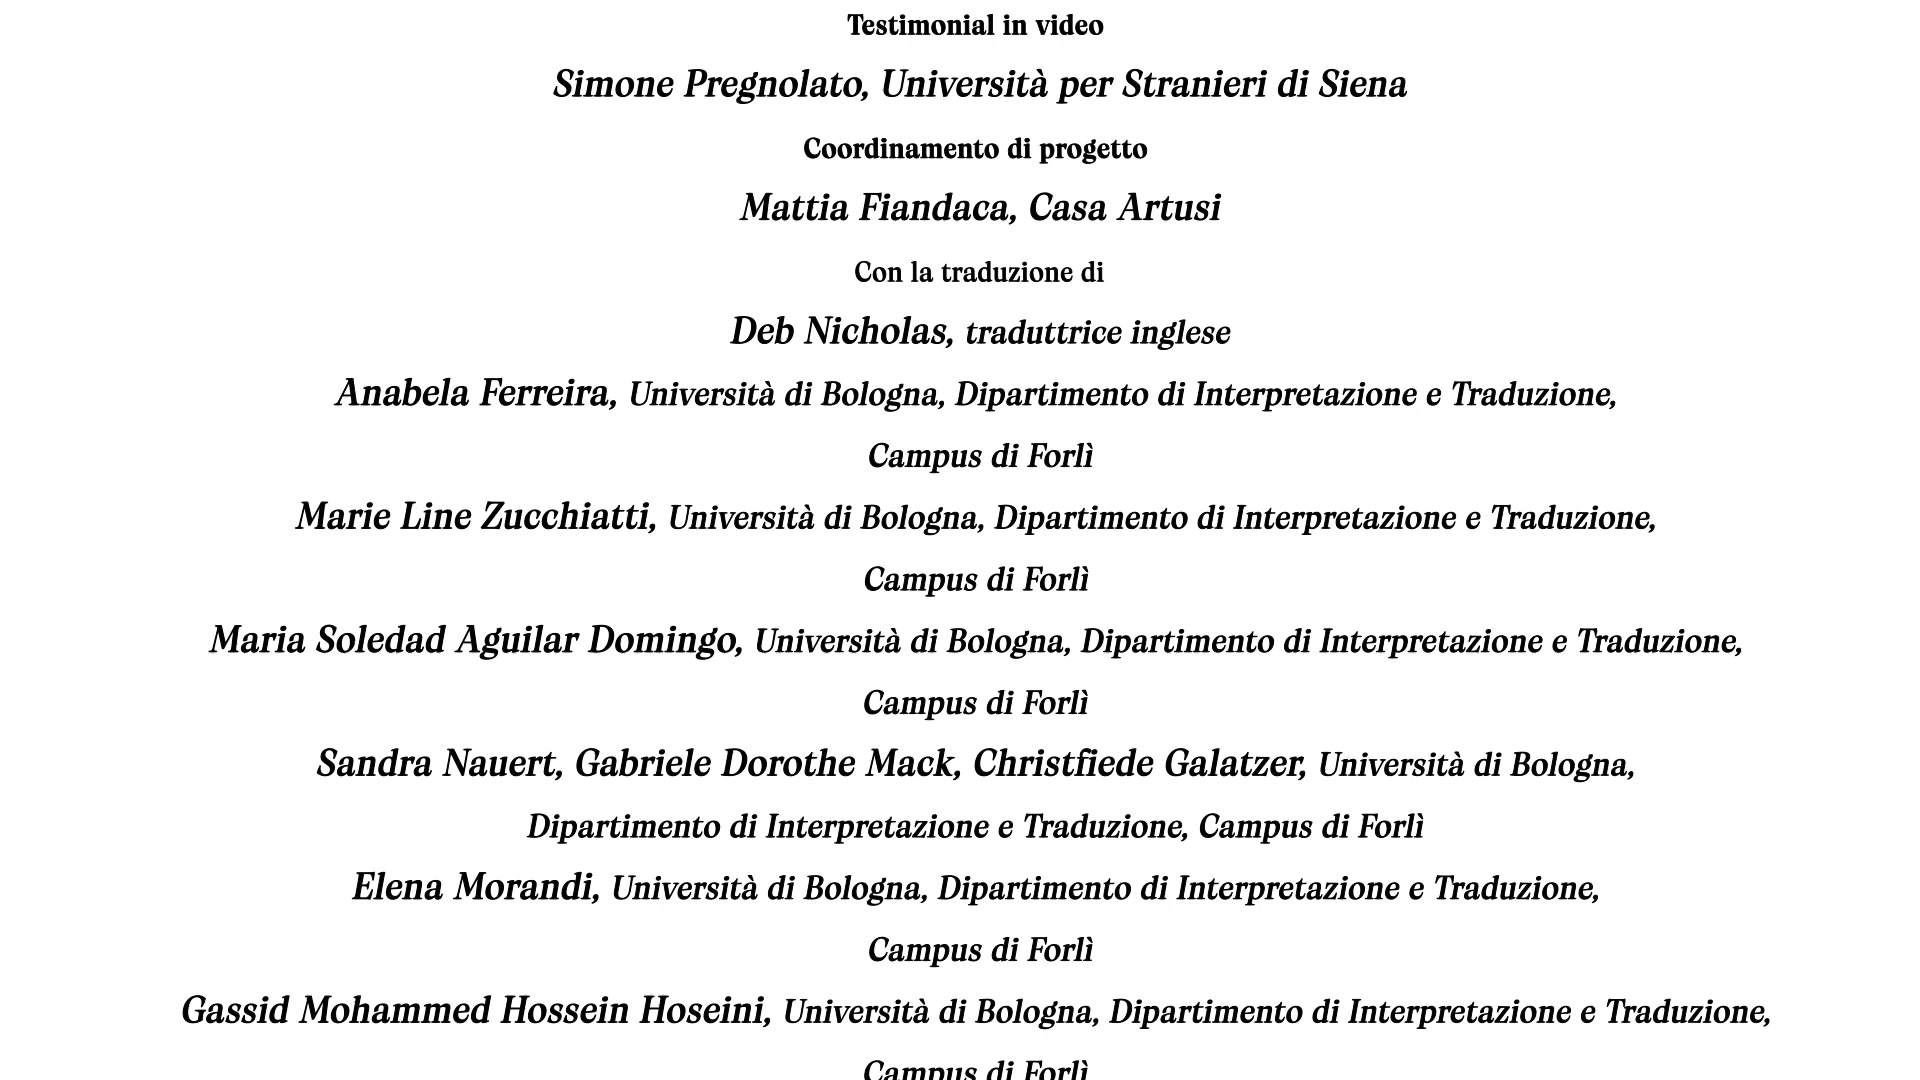 Testimonial in video
Simone Pregnolato, Università per Stranieri di Siena
Coordinamento di progetto
Mattia Fiandaca, Casa Artusi
Con la traduzione di
Deb Nicholas, traduttrice inglese
Anabela Ferreira, Università di Bologna, Dipartimento di Interpretazione e Traduzione,
Campus di Forlì
Marie Line Zucchiatti, Università di Bologna, Dipartimento di Interpretazione e Traduzione,
Campus di Forlì
Maria Soledad Aguilar Domingo, Università di Bologna, Dipartimento di Interpretazione e Traduzione,
Campus di Forlì
Sandra Nauert, Gabriele Dorothe Mack, Christfiede Galatzer, Università di Bologna,
Dipartimento di Interpretazione e Traduzione, Campus di Forlì
Elena Morandi, Università di Bologna, Dipartimento di Interpretazione e Traduzione,
Campus di Forlì
Gassid Mohammed Hossein Hoseini, Università di Bologna, Dipartimento di Interpretazione e Traduzione,
Campus di Forlì